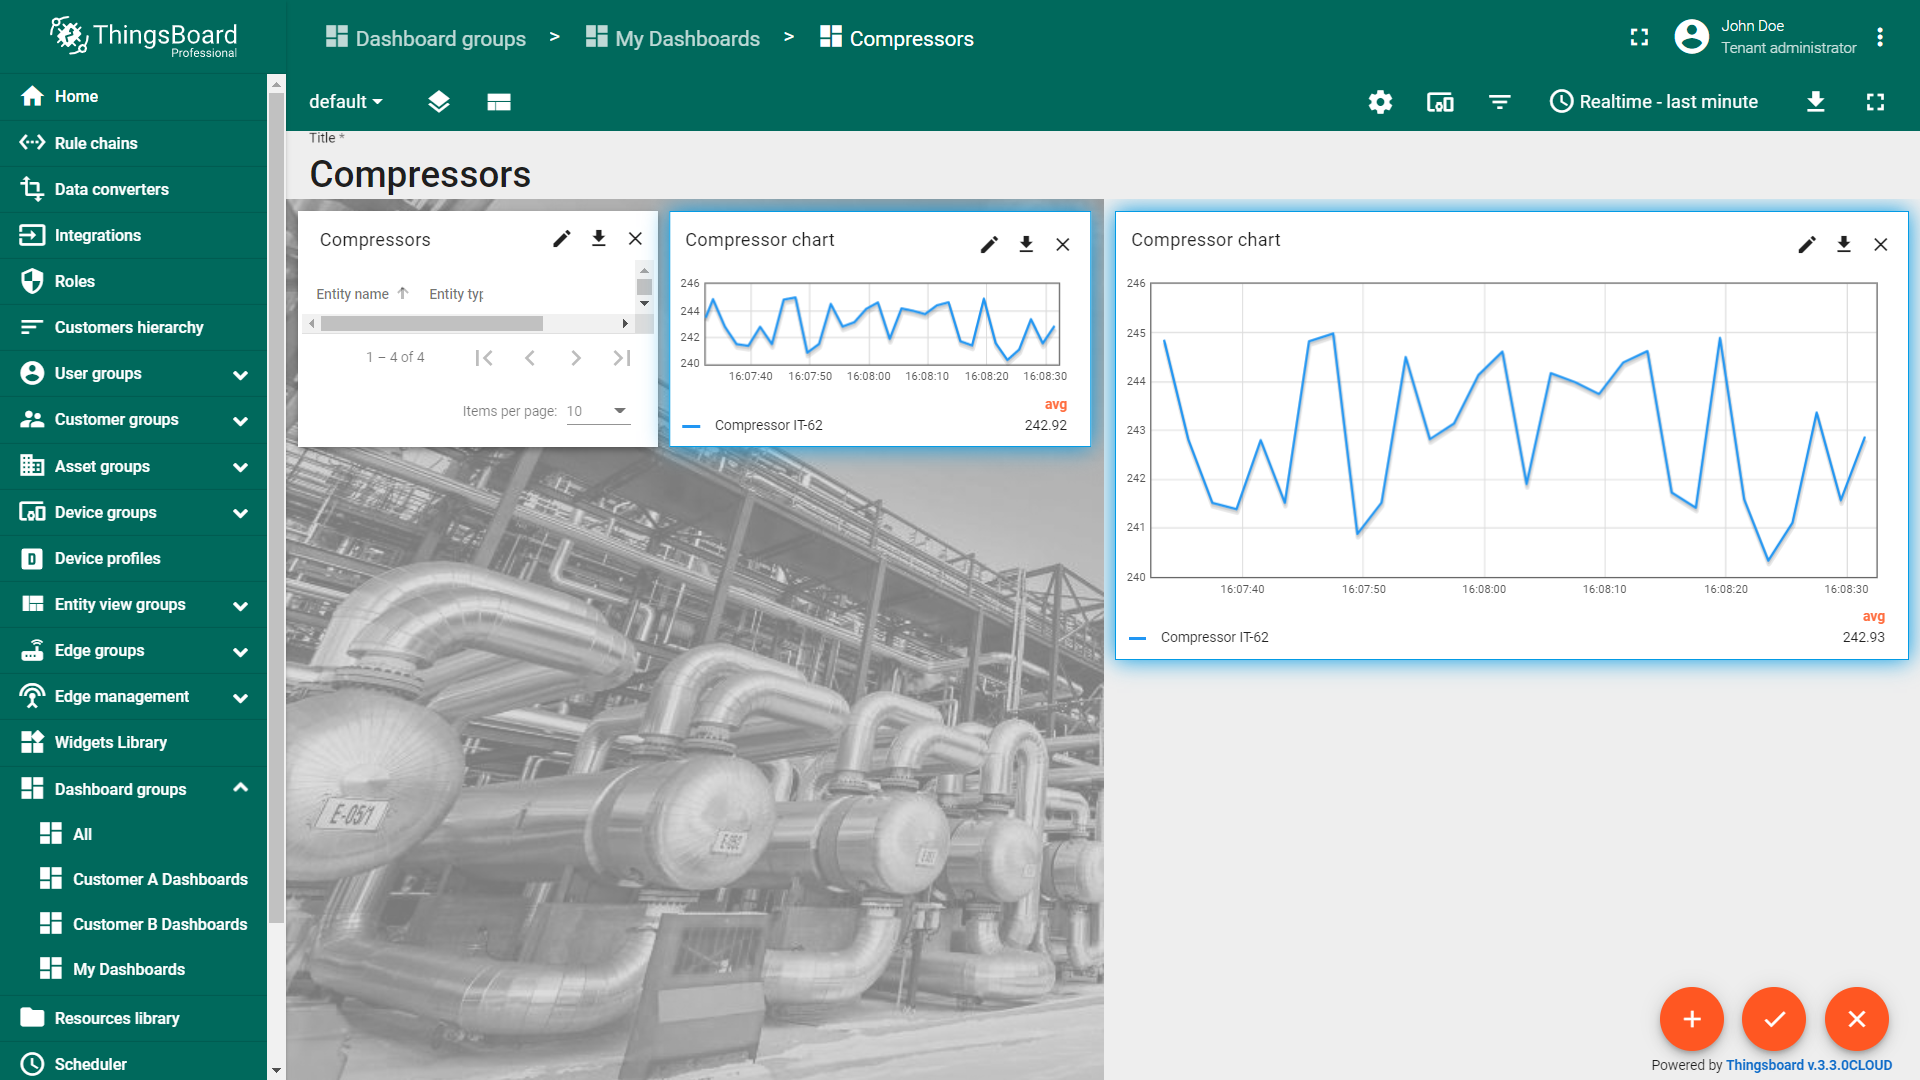 ThingsBoard
Professional
Dashboard groups > My Dashboards > Compressors
John Doe
Tenant administrator
default
Realtime - last minute
Home
Rule chains
Data converters
Integrations
Roles
Customers hierarchy
User groups
Customer groups
Asset groups
Device groups
Device profiles
Entity view groups
Edge groups
Edge management
Widgets Library
Dashboard groups
All
Customer A Dashboards
Customer B Dashboards
My Dashboards
Resources library
Scheduler
Title *
Compressors
Compressors
Entity name Entity typ
1 – 4 of 4
Items per page: 10
Compressor chart
246
244
242
240
16:07:40 16:07:50 16:08:00 16:08:10 16:08:20 16:08:30
avg
Compressor IT-62 242.92
Compressor chart
246
245
244
243
242
241
240
16:07:40 16:07:50 16:08:00 16:08:10 16:08:20 16:08:30
avg
Compressor IT-62 242.93
E-05/1
Powered by Thingsboard v.3.3.0CLOUD